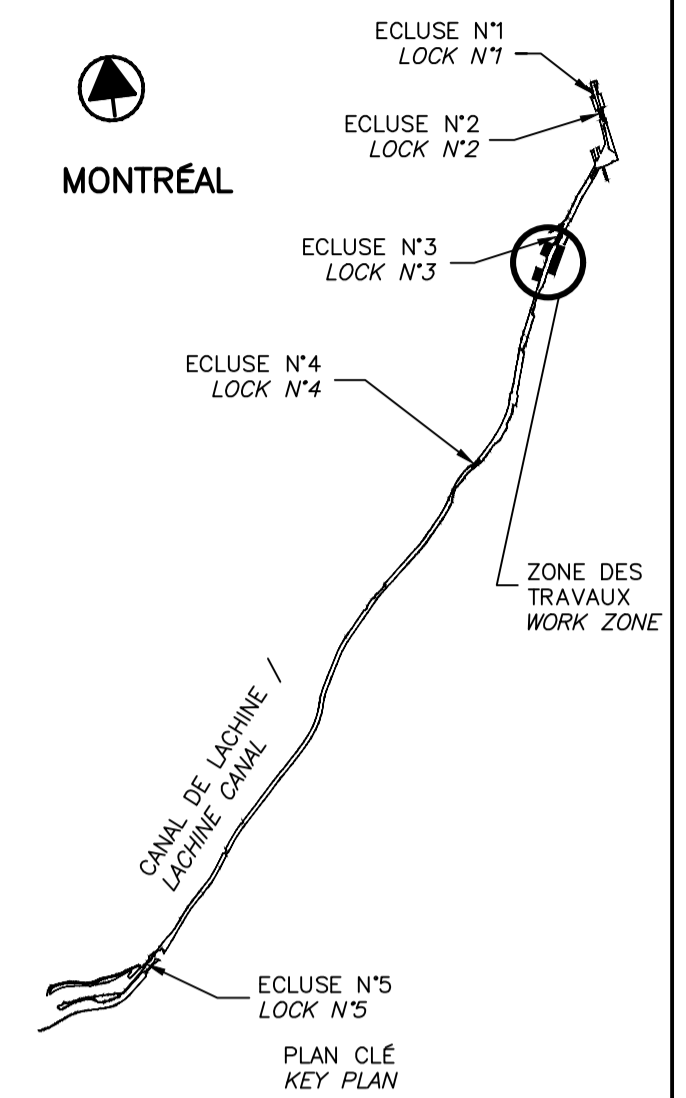 ECLUSE N°1
LOCK N°1
ECLUSE N°2
LOCK N°2
MONTRÉAL
ECLUSE N°3
LOCK N°3
ECLUSE N°4
LOCK N°4
ZONE DES
TRAVAUX
WORK ZONE
CANAL DE LACHINE /
LACHINE CANAL
ECLUSE N°5
LOCK N°5
PLAN CLÉ
KEY PLAN